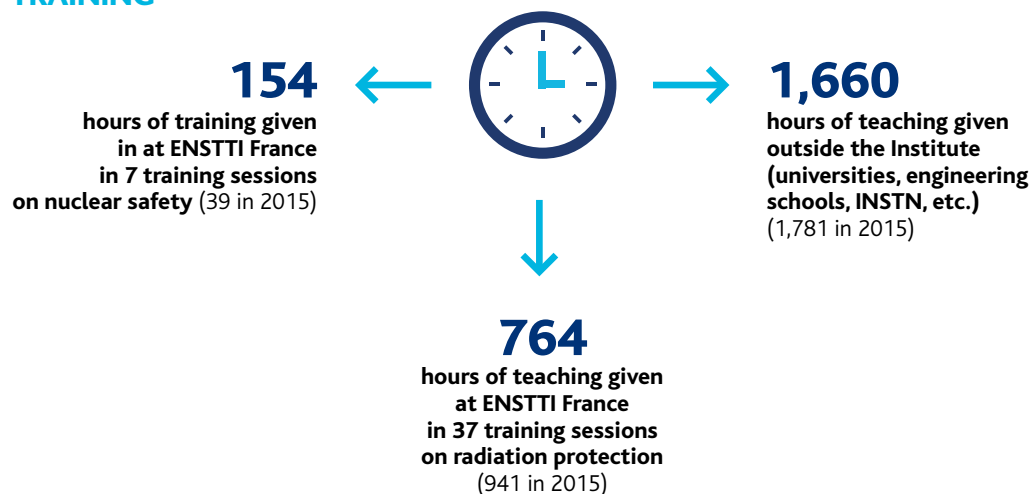 TRAINING
154
hours of training given
in at ENSTTI France
in 7 training sessions
on nuclear safety (39 in 2015)
1,660
hours of teaching given
outside the Institute
(universities, engineering
schools, INSTN, etc.)
(1,781 in 2015)
764
hours of teaching given
at ENSTTI France
in 37 training sessions
on radiation protection
(941 in 2015)